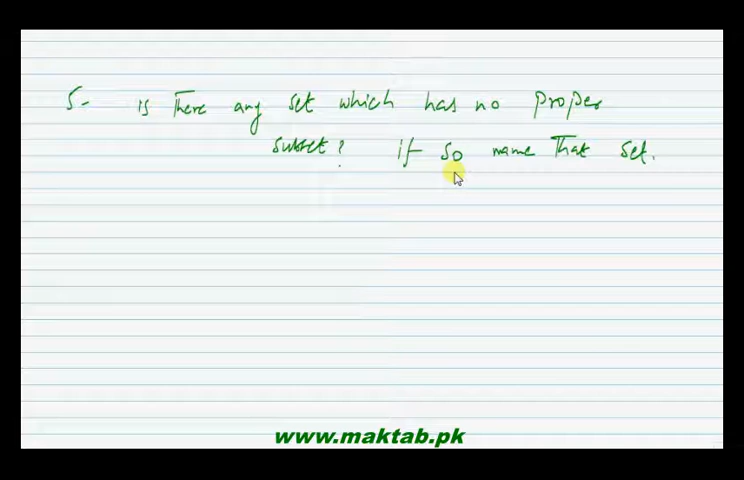 5- is There any set which has no proper
subset? if so name That set.
www.maktab.pk